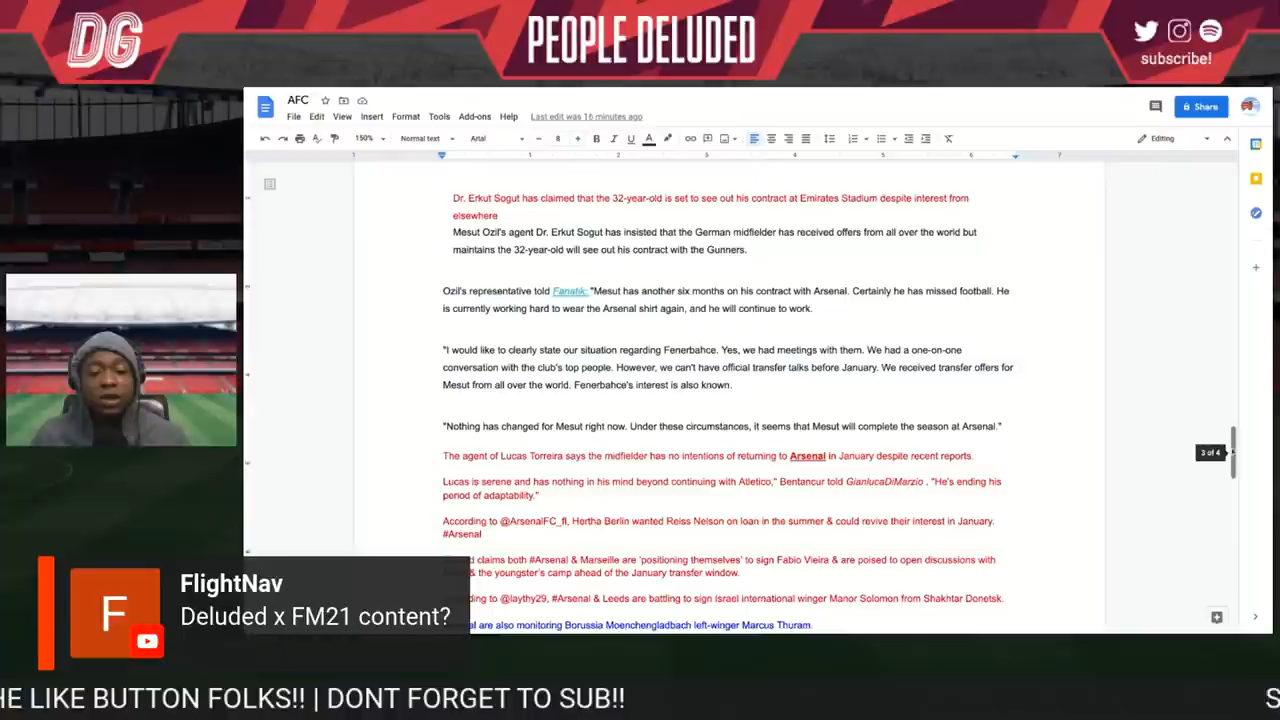 DG
PEOPLE DELUDED
subscribe!
AFC
File Edit View Insert Format Tools Add-ons Help Last edit was 16 minutes ago
Share
150% Normal text Arial 8 B I U A Editing
1 1 2 3 4 5 6 7
Dr. Erkut Sogut has claimed that the 32-year-old is set to see out his contract at Emirates Stadium despite interest from
elsewhere
Mesut Ozil's agent Dr. Erkut Sogut has insisted that the German midfielder has received offers from all over the world but
maintains the 32-year-old will see out his contract with the Gunners.
Ozil's representative told Fanatik: "Mesut has another six months on his contract with Arsenal. Certainly he has missed football. He
is currently working hard to wear the Arsenal shirt again, and he will continue to work.
"I would like to clearly state our situation regarding Fenerbahce. Yes, we had meetings with them. We had a one-on-one
conversation with the club's top people. However, we can't have official transfer talks before January. We received transfer offers for
Mesut from all over the world. Fenerbahce's interest is also known.
"Nothing has changed for Mesut right now. Under these circumstances, it seems that Mesut will complete the season at Arsenal."
The agent of Lucas Torreira says the midfielder has no intentions of returning to Arsenal in January despite recent reports.
3 of 4
Lucas is serene and has nothing in his mind beyond continuing with Atletico," Bentancur told GianlucaDiMarzio , "He's ending his
period of adaptability."
According to @ArsenalFC_fl, Hertha Berlin wanted Reiss Nelson on loan in the summer & could revive their interest in January.
#Arsenal
claims both #Arsenal & Marseille are 'positioning themselves' to sign Fabio Vieira & are poised to open discussions with
& the youngster's camp ahead of the January transfer window.
to @laythy29, #Arsenal & Leeds are battling to sign Israel international winger Manor Solomon from Shakhtar Donetsk.
are also monitoring Borussia Moenchengladbach left-winger Marcus Thuram.
F
FlightNav
Deluded x FM21 content?
HE LIKE BUTTON FOLKS!! | DONT FORGET TO SUB!! S